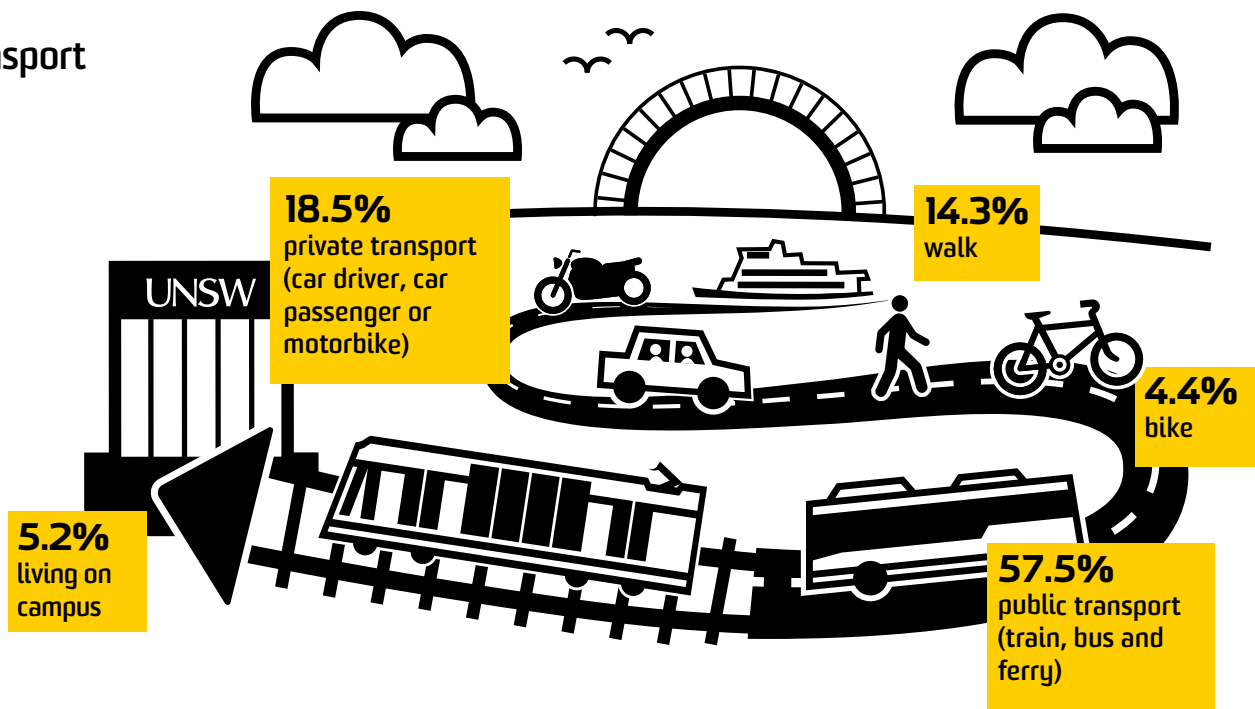 18.5%
private transport
(car driver, car
passenger or
motorbike)
14.3%
walk
UNSW
4.4%
bike
5.2%
living on
campus
57.5%
public transport
(train, bus and
ferry)